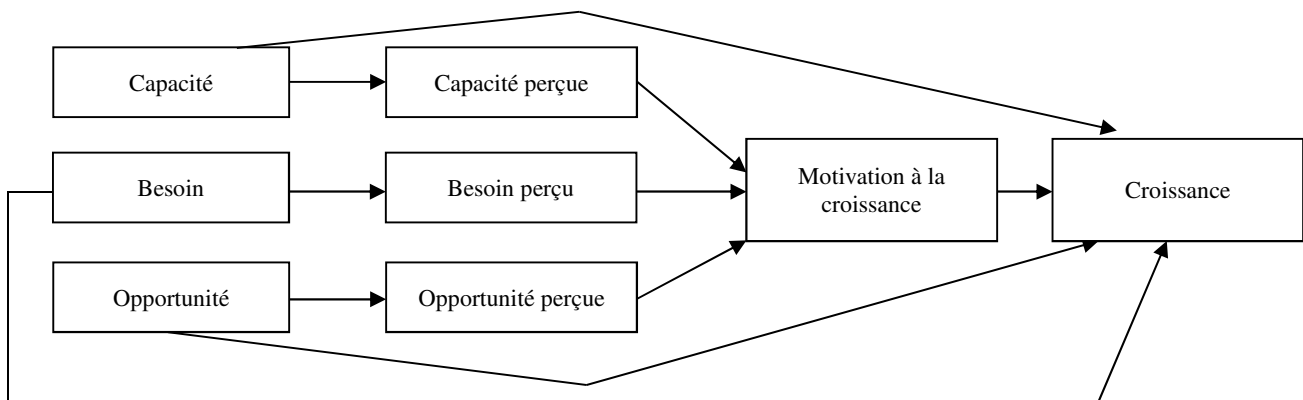 Capacité
Capacité perçue
Besoin
Besoin perçu
Motivation à la
croissance
Croissance
Opportunité
Opportunité perçue